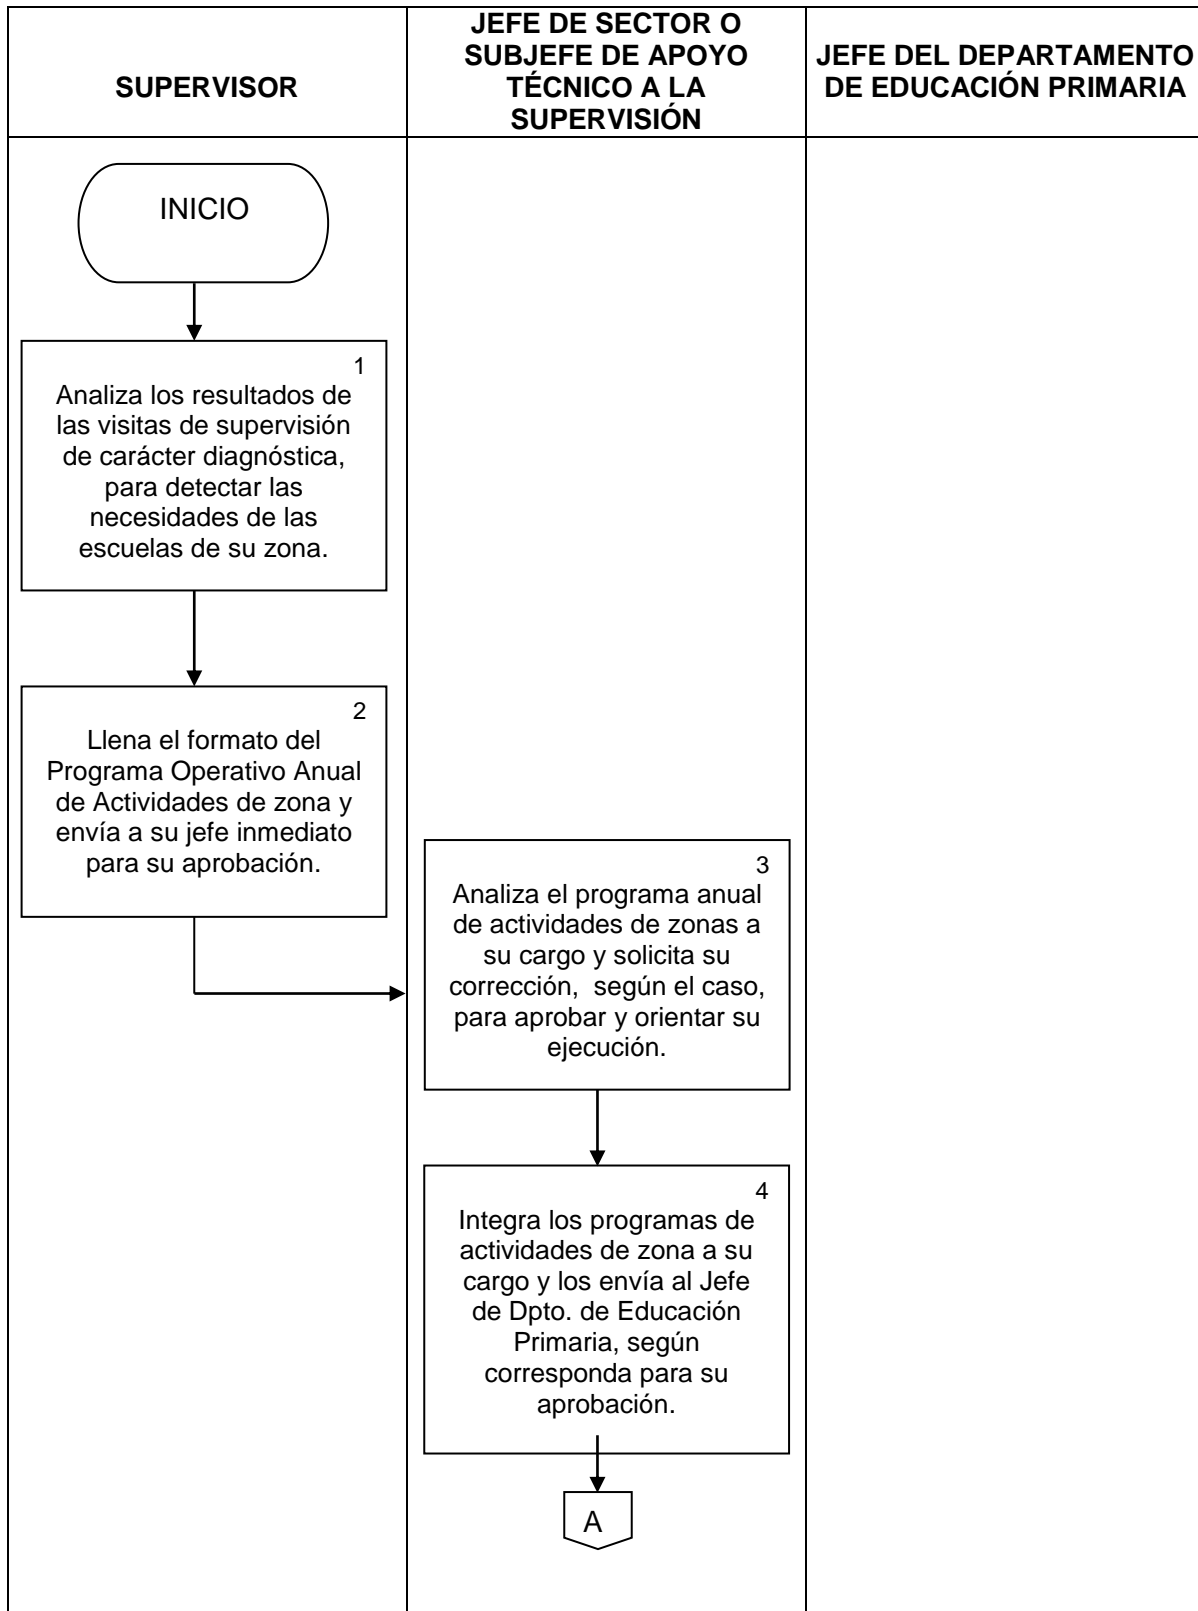 SUPERVISOR
JEFE DE SECTOR O
SUBJEFE DE APOYO
TÉCNICO A LA
SUPERVISIÓN
JEFE DEL DEPARTAMENTO
DE EDUCACIÓN PRIMARIA
INICIO
1
Analiza los resultados de
las visitas de supervisión
de carácter diagnóstica,
para detectar las
necesidades de las
escuelas de su zona.
2
Llena el formato del
Programa Operativo Anual
de Actividades de zona y
envía a su jefe inmediato
para su aprobación.
3
Analiza el programa anual
de actividades de zonas a
su cargo y solicita su
corrección,  según el caso,
para aprobar y orientar su
ejecución.
4
Integra los programas de
actividades de zona a su
cargo y los envía al Jefe
de Dpto. de Educación
Primaria, según
corresponda para su
aprobación.
A